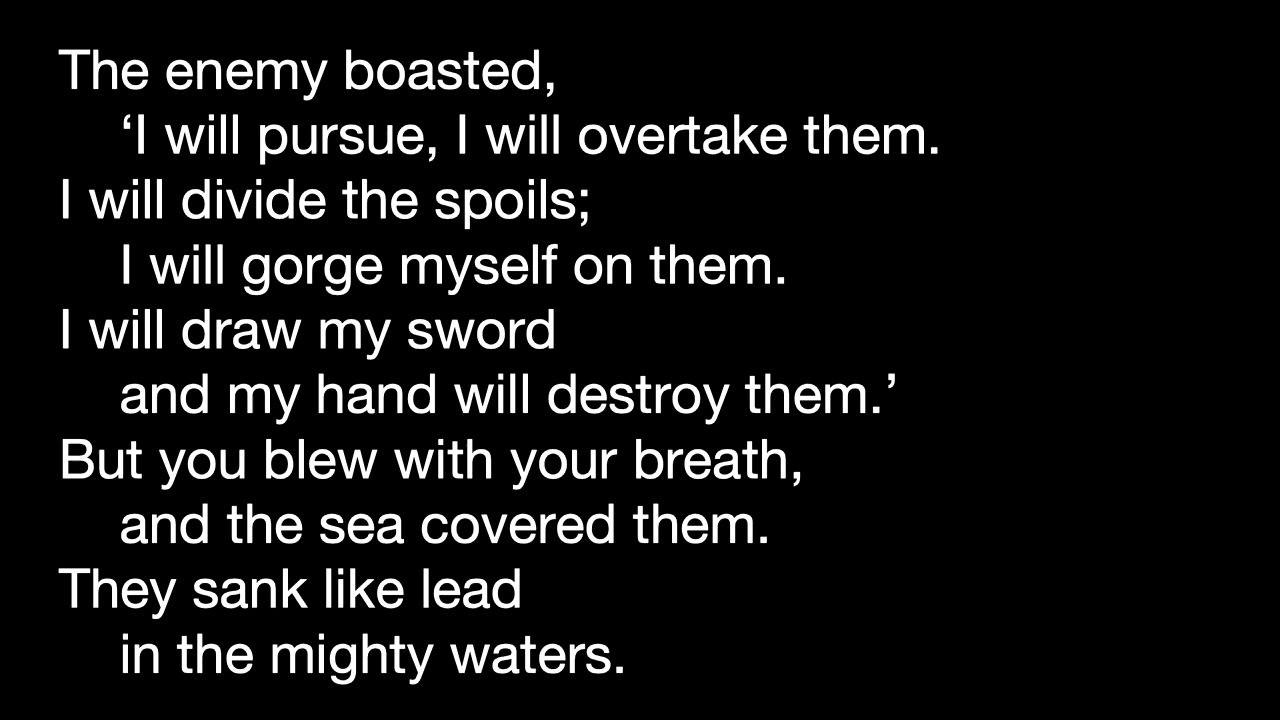 The enemy boasted,
‘I will pursue, I will overtake them.
I will divide the spoils;
I will gorge myself on them.
I will draw my sword
and my hand will destroy them.’
But you blew with your breath,
and the sea covered them.
They sank like lead
in the mighty waters.